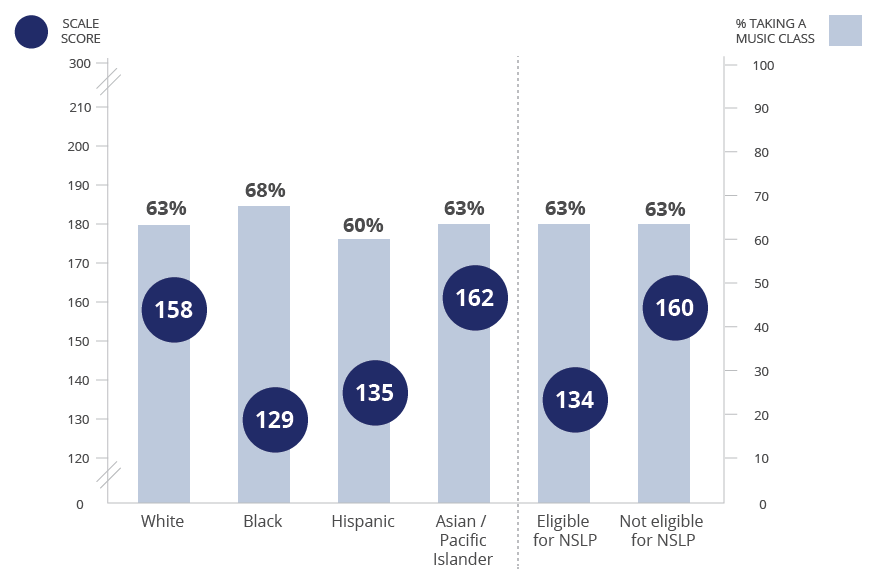 SCALE
SCORE
% TAKING A
MUSIC CLASS
300
210
200
190
180
170
160
150
140
130
120
0
100
90
80
70
60
50
40
30
20
10
0
63%
68%
60%
63%
63%
63%
158
129
135
162
134
160
White
Black
Hispanic
Asian /
Pacific
Islander
Eligible
for NSLP
Not eligible
for NSLP